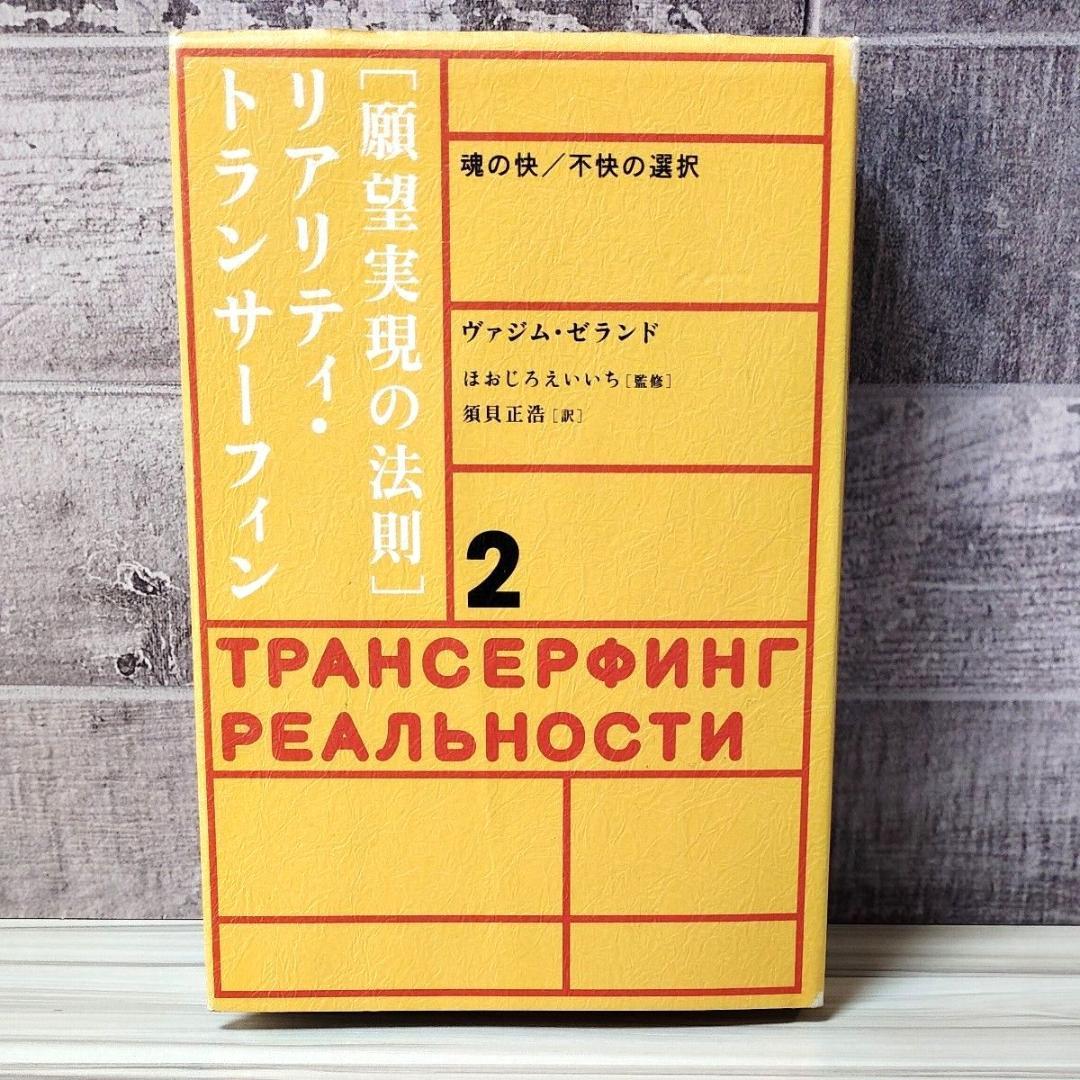 ［願望実現の法則］
リアリティ・
トランサーフィン
魂の快／不快の選択
ヴァジム・ゼランド
ほおじろえいいち［監修］
須貝正浩［訳］
2
ТРАНСЕРФИНГ
РЕАЛЬНОСТИ